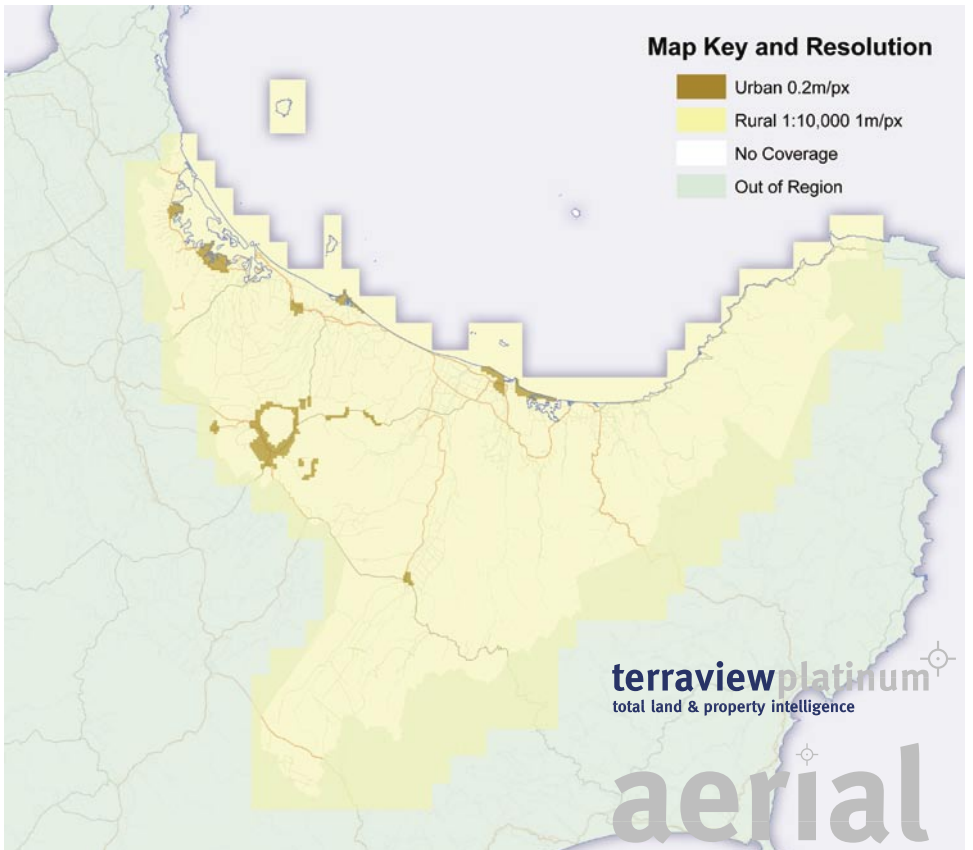 Map Key and Resolution
Urban 0.2m/px
Rural 1:10,000 1m/px
No Coverage
Out of Region
terraviewplatinum
total land & property intelligence
aerial